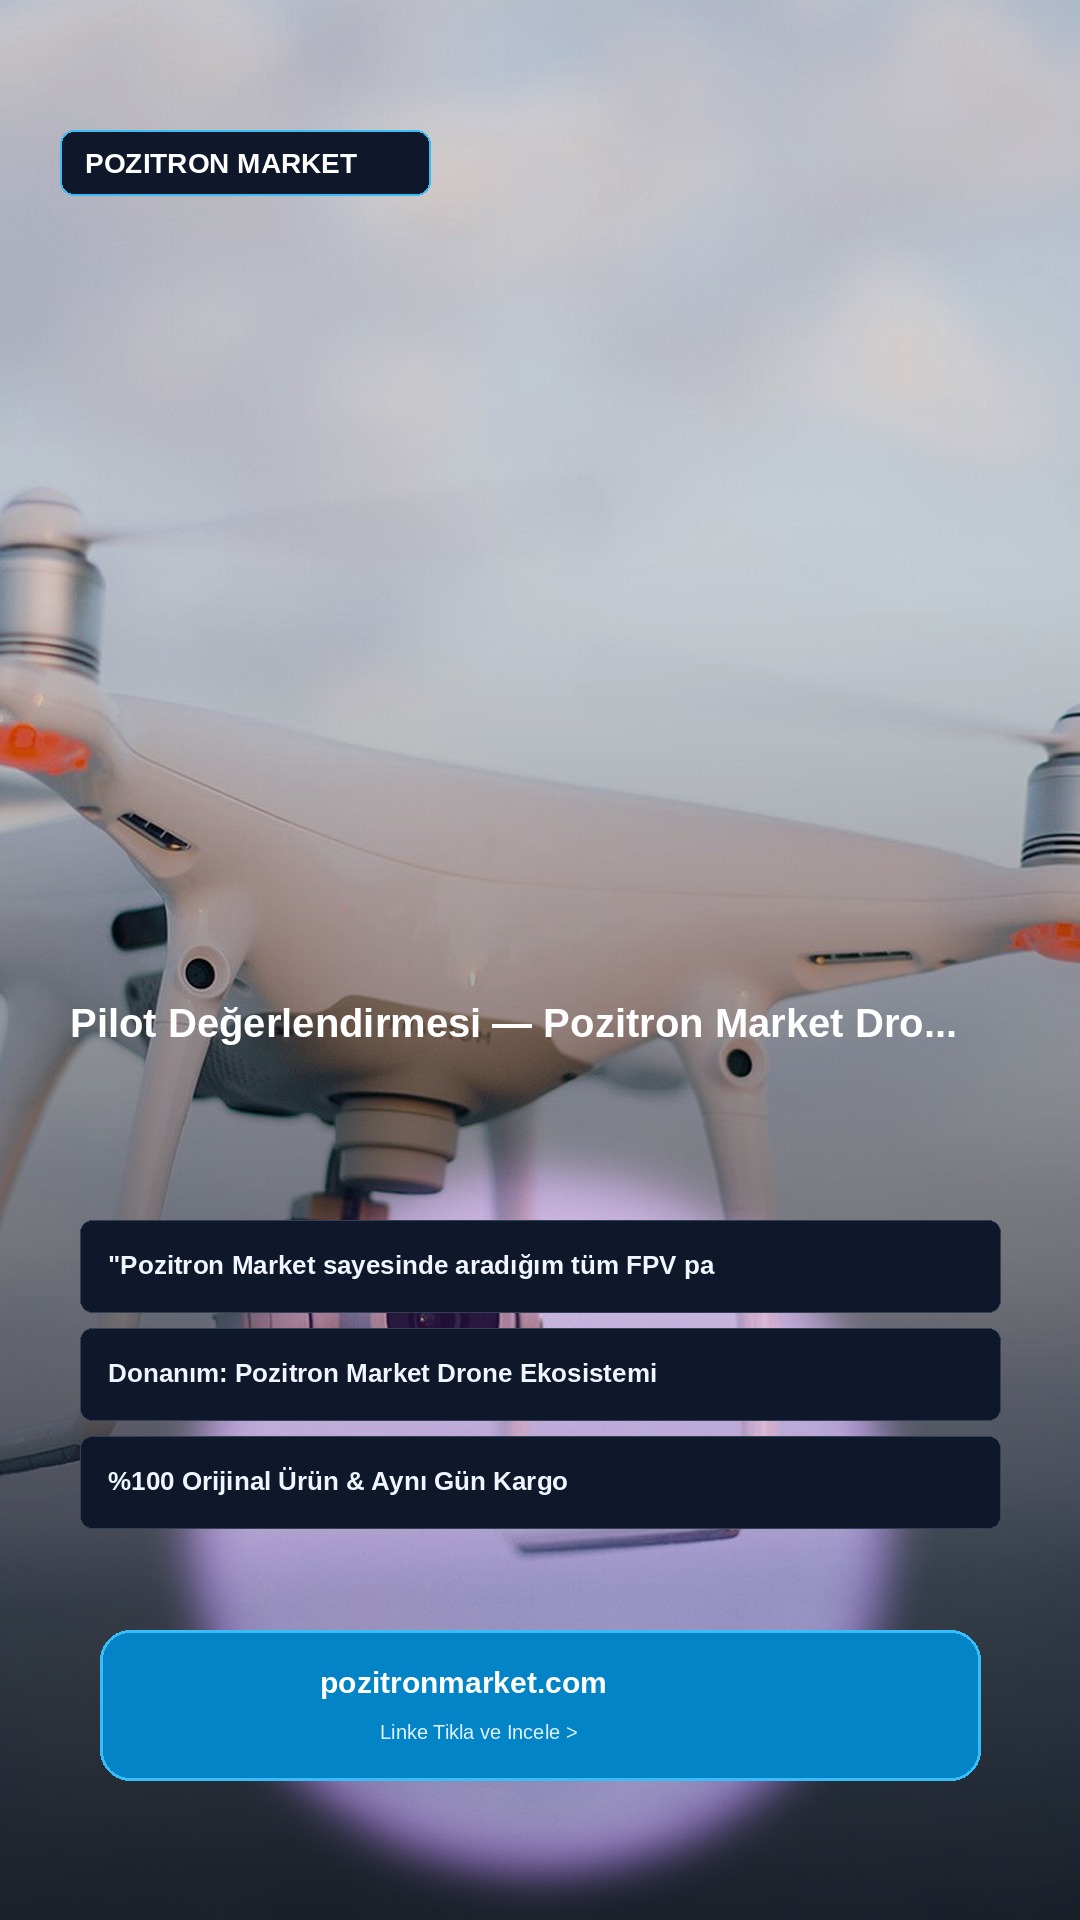 POZITRON MARKET
Pilot Değerlendirmesi — Pozitron Market Dro...
"Pozitron Market sayesinde aradığım tüm FPV pa
Donanım: Pozitron Market Drone Ekosistemi
%100 Orijinal Ürün & Aynı Gün Kargo
pozitronmarket.com
Linke Tikla ve Incele >